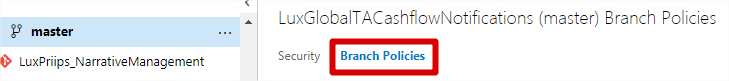 master ...
LuxPriips_NarrativeManagement
LuxGlobalTACashflowNotifications (master) Branch Policies
Security Branch Policies